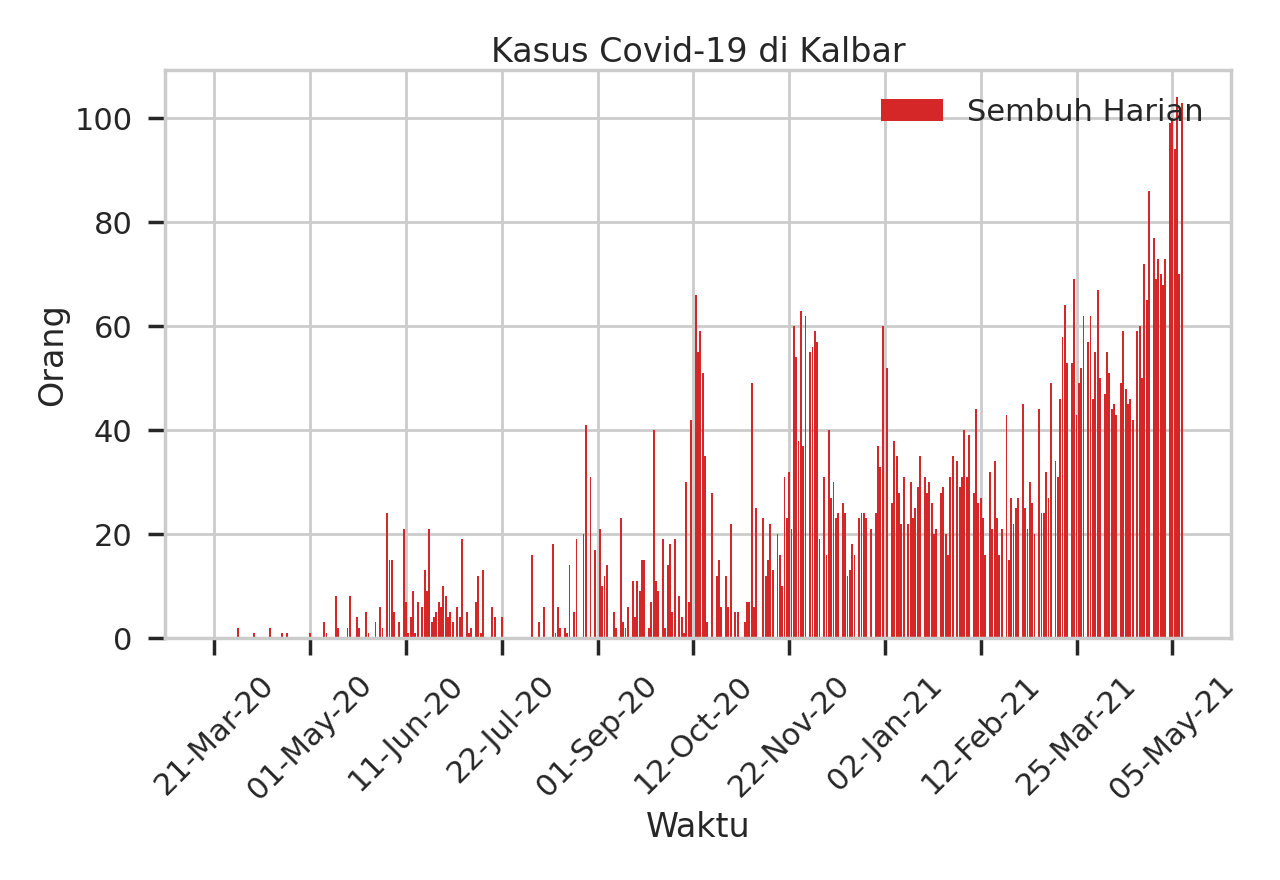 Kasus Covid-19 di Kalbar
Sembuh Harian
Orang
100
80
60
40
20
0
21-Mar-20
01-May-20
11-Jun-20
22-Jul-20
01-Sep-20
12-Oct-20
22-Nov-20
02-Jan-21
12-Feb-21
25-Mar-21
05-May-21
Waktu